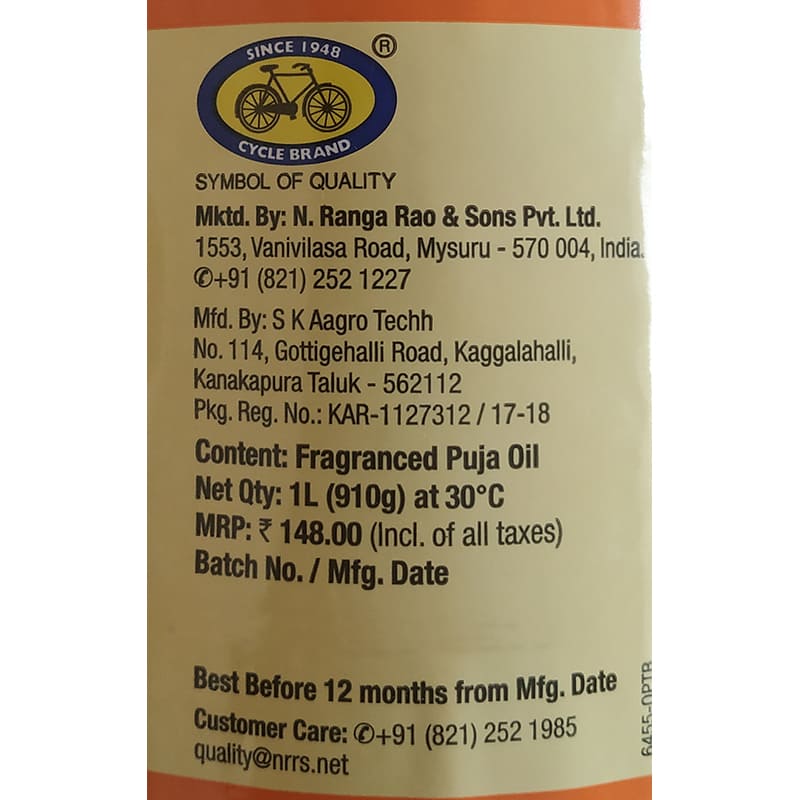 SINCE 1948
®
CYCLE BRAND
SYMBOL OF QUALITY
Mktd. By: N. Ranga Rao & Sons Pvt. Ltd.
1553, Vanivilasa Road, Mysuru - 570 004, India.
✆+91 (821) 252 1227
Mfd. By: S K Aagro Techh
No. 114, Gottigehalli Road, Kaggalahalli,
Kanakapura Taluk - 562112
Pkg. Reg. No.: KAR-1127312 / 17-18
Content: Fragranced Puja Oil
Net Qty: 1L (910g) at 30°C
MRP: ₹ 148.00 (Incl. of all taxes)
Batch No. / Mfg. Date
Best Before 12 months from Mfg. Date
Customer Care: ✆+91 (821) 252 1985
quality@nrrs.net